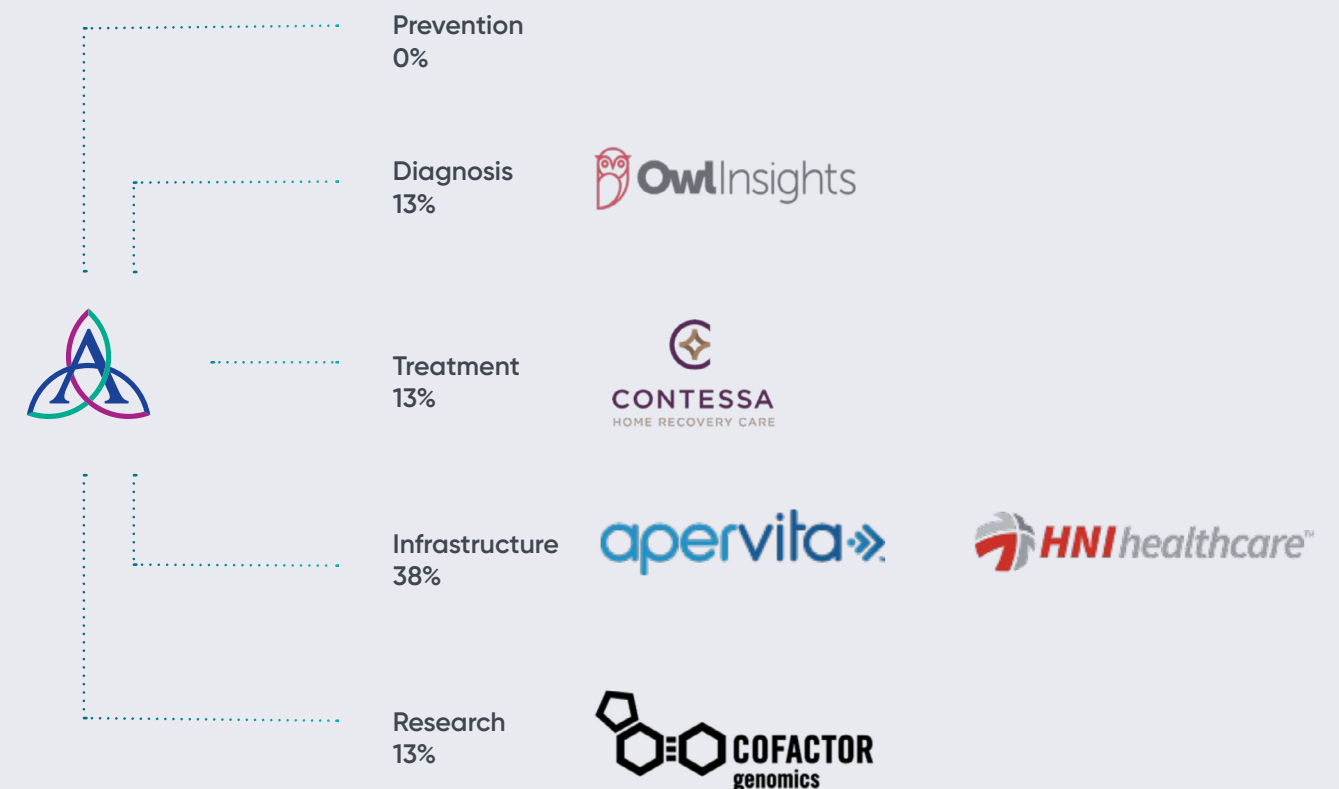 Prevention
0%
Diagnosis
13%
OwlInsights
A
Treatment
13%
CONTESSA
HOME RECOVERY CARE
Infrastructure
38%
apervita
HNI healthcare™
Research
13%
COFACTOR
genomics